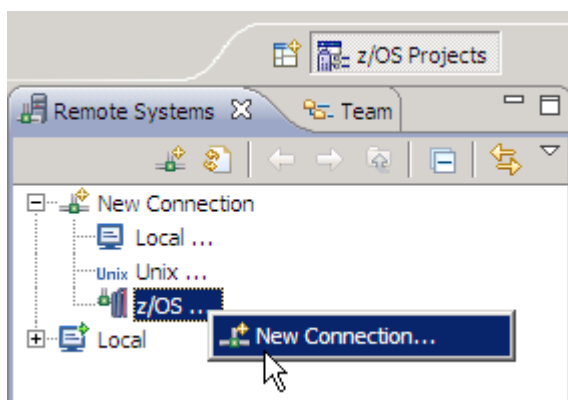 z/OS Projects
Remote Systems Team
New Connection
Local ...
Unix Unix ...
z/OS ...
Local New Connection...